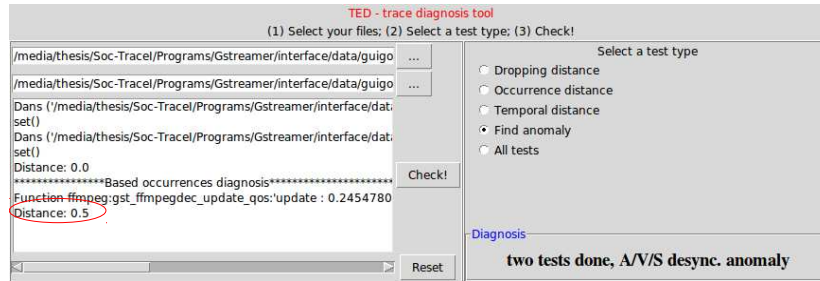 TED - trace diagnosis tool
(1) Select your files; (2) Select a test type; (3) Check!
/media/thesis/Soc-TraceI/Programs/Gstreamer/interface/data/guigo
...
/media/thesis/Soc-TraceI/Programs/Gstreamer/interface/data/guigo
...
Dans ('/media/thesis/Soc-TraceI/Programs/Gstreamer/interface/data
set()
Dans ('/media/thesis/Soc-TraceI/Programs/Gstreamer/interface/data
set()
Distance: 0.0
****************Based occurrences diagnosis**********************
Function ffmpeg:gst_ffmpegdec_update_qos:'update : 0.2454780
Distance: 0.5
Check!
Reset
Select a test type
Dropping distance
Occurrence distance
Temporal distance
Find anomaly
All tests
Diagnosis
two tests done, A/V/S desync. anomaly